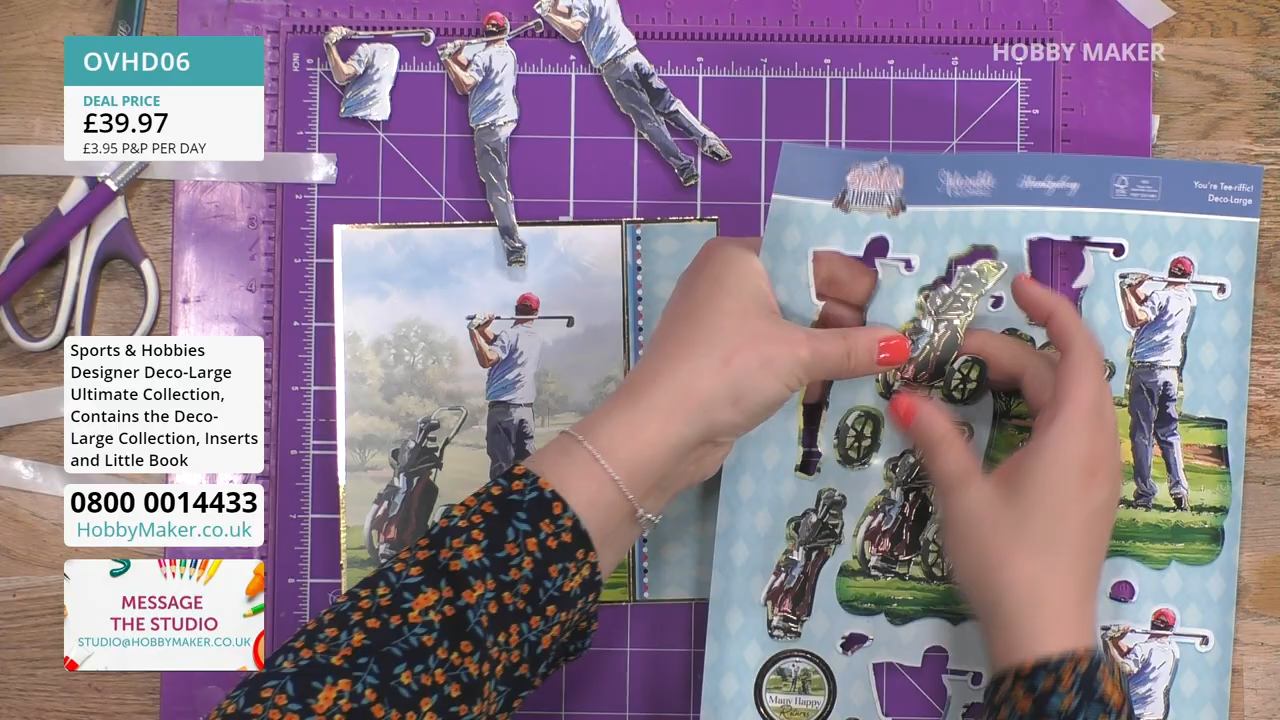 OVHD06
DEAL PRICE
£39.97
£3.95 P&P PER DAY
Sports & Hobbies
Designer Deco-Large
Ultimate Collection,
Contains the Deco-
Large Collection, Inserts
and Little Book
0800 0014433
HobbyMaker.co.uk
MESSAGE
THE STUDIO
STUDIO@HOBBYMAKER.CO.UK
HOBBY MAKER
HOBBIES
You're Tee-riffic!
Deco-Large
Many Happy
Returns